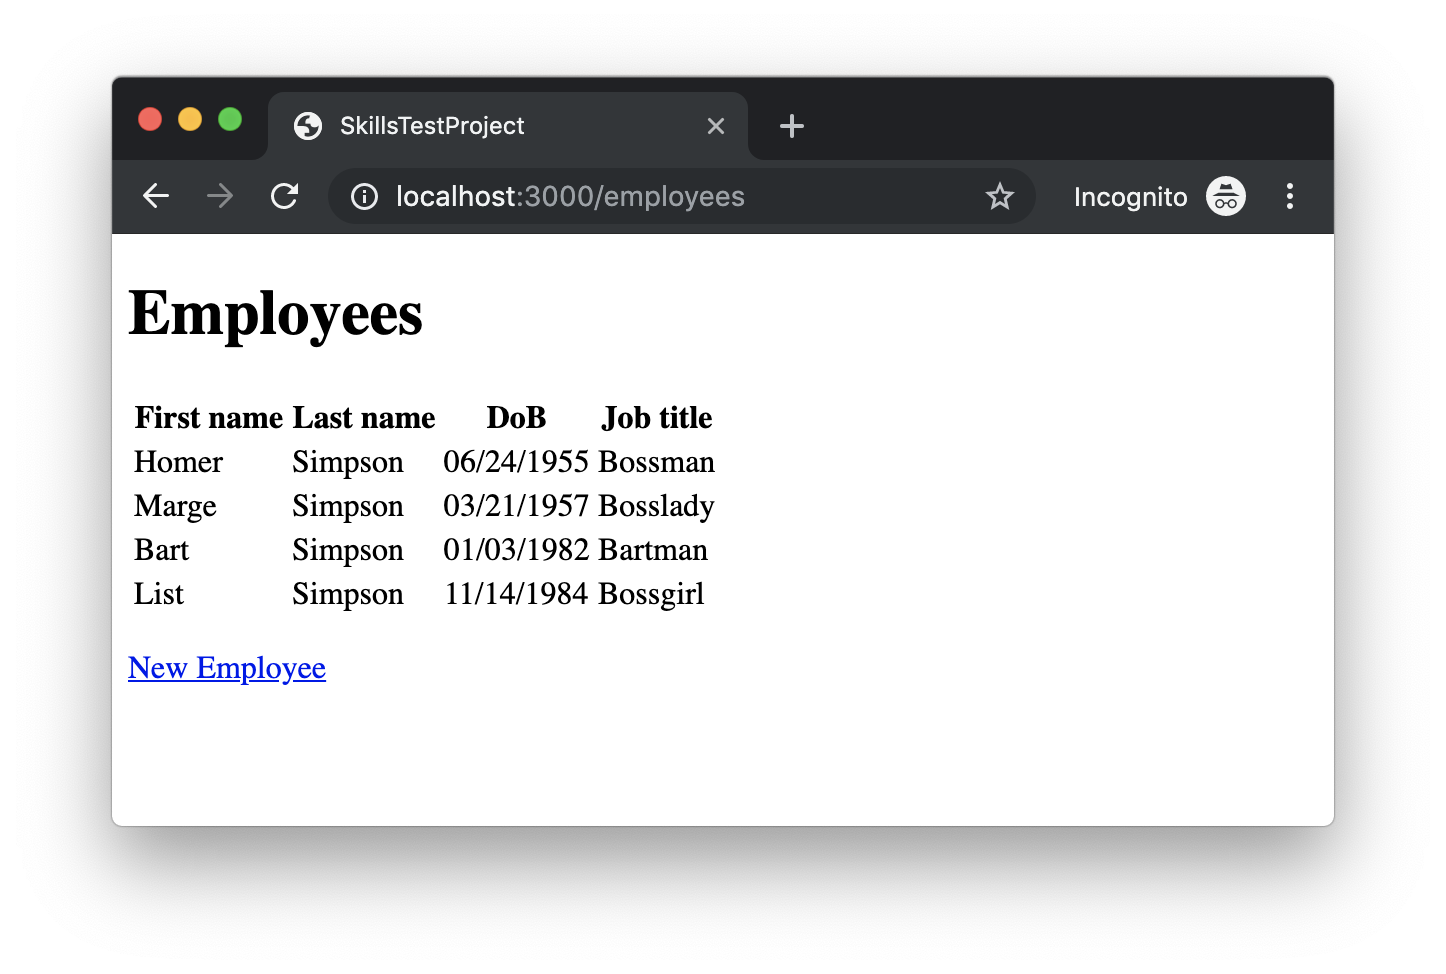 SkillsTestProject
localhost:3000/employees Incognito
Employees
First name Last name DoB Job title
Homer Simpson 06/24/1955 Bossman
Marge Simpson 03/21/1957 Bosslady
Bart Simpson 01/03/1982 Bartman
List Simpson 11/14/1984 Bossgirl
New Employee